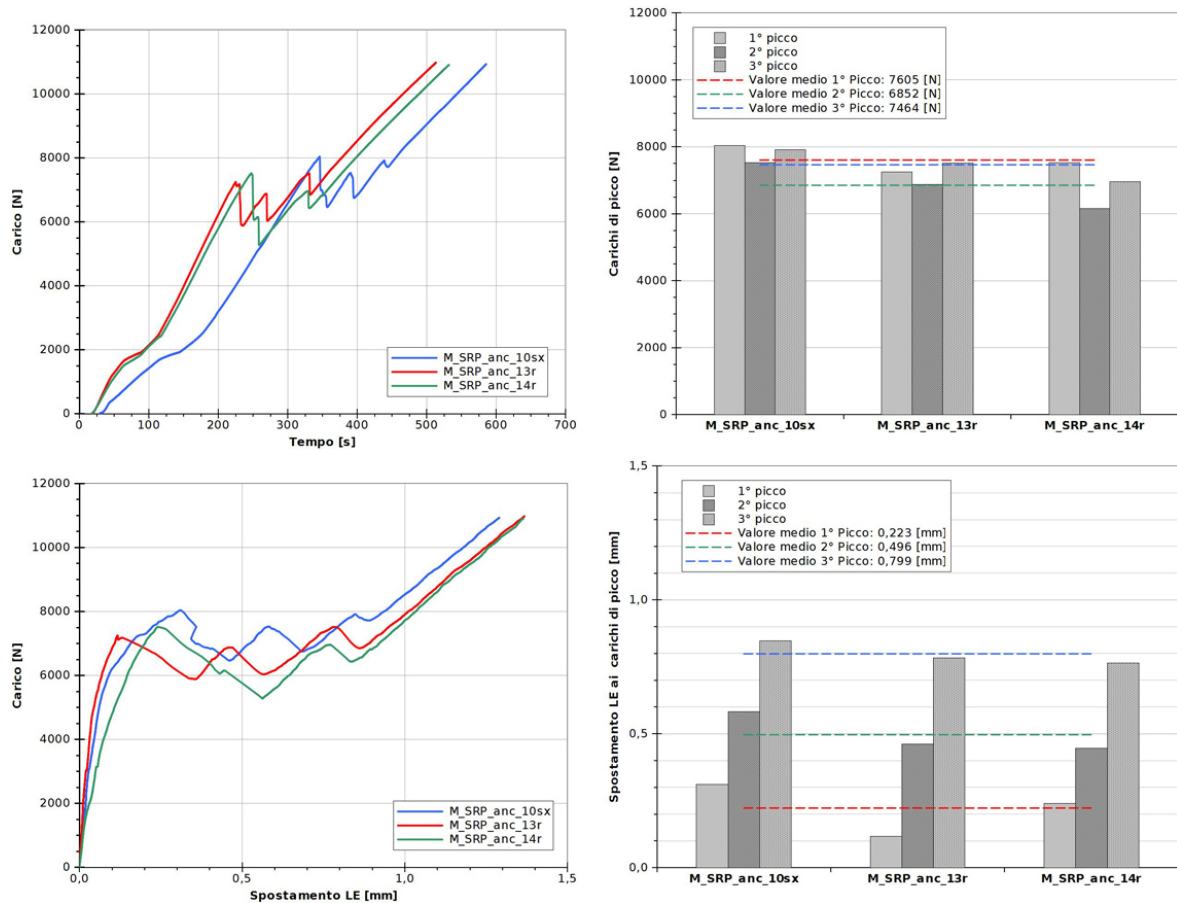 12000
10000
8000
6000
4000
2000
0
Carico [N]
0 100 200 300 400 500 600 700
Tempo [s]
M_SRP_anc_10sx
M_SRP_anc_13r
M_SRP_anc_14r
12000
10000
8000
6000
4000
2000
0
Carichi di picco [N]
1° picco
2° picco
3° picco
Valore medio 1° Picco: 7605 [N]
Valore medio 2° Picco: 6852 [N]
Valore medio 3° Picco: 7464 [N]
M_SRP_anc_10sx M_SRP_anc_13r M_SRP_anc_14r
12000
10000
8000
6000
4000
2000
0
Carico [N]
0,0 0,5 1,0 1,5
Spostamento LE [mm]
M_SRP_anc_10sx
M_SRP_anc_13r
M_SRP_anc_14r
1,5
1,0
0,5
0,0
Spostamento LE ai carichi di picco [mm]
1° picco
2° picco
3° picco
Valore medio 1° Picco: 0,223 [mm]
Valore medio 2° Picco: 0,496 [mm]
Valore medio 3° Picco: 0,799 [mm]
M_SRP_anc_10sx M_SRP_anc_13r M_SRP_anc_14r